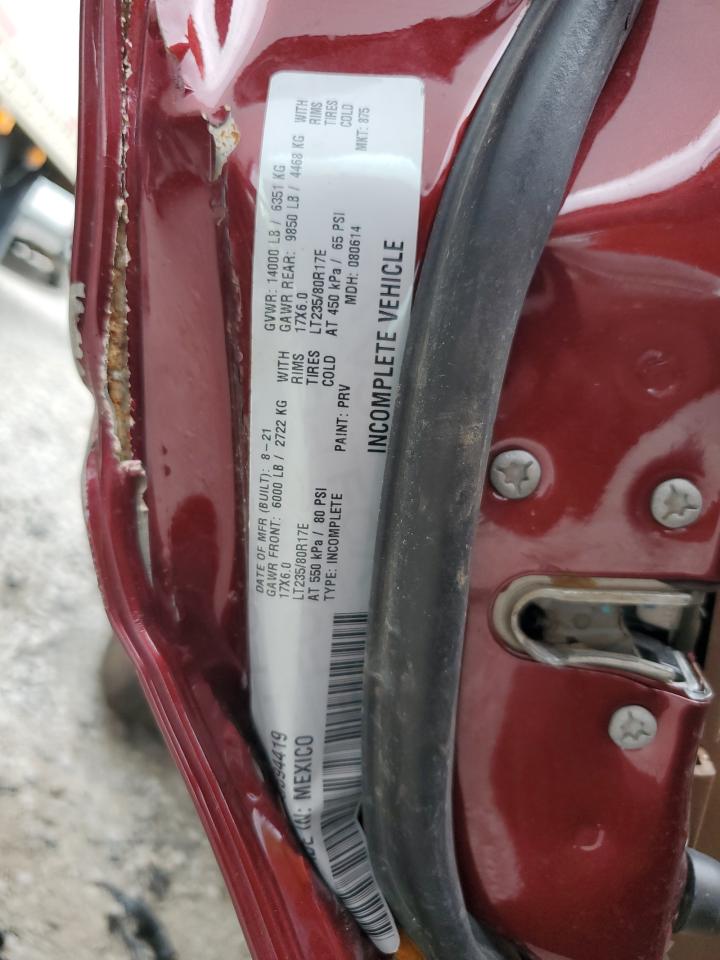 DATE OF MFR (BUILT): 8-21 GVWR: 14000 LB / 6351 KG
GAWR FRONT: 6000 LB / 2722 KG WITH GAWR REAR: 9850 LB / 4468 KG WITH
17X6.0 RIMS 17X6.0 RIMS
LT235/80R17E TIRES LT235/80R17E TIRES
AT 550 kPa / 80 PSI COLD AT 450 kPa / 65 PSI COLD
TYPE: INCOMPLETE PAINT: PRV MDH: 080614 MKT: 875
94419
MEXICO
INCOMPLETE VEHICLE